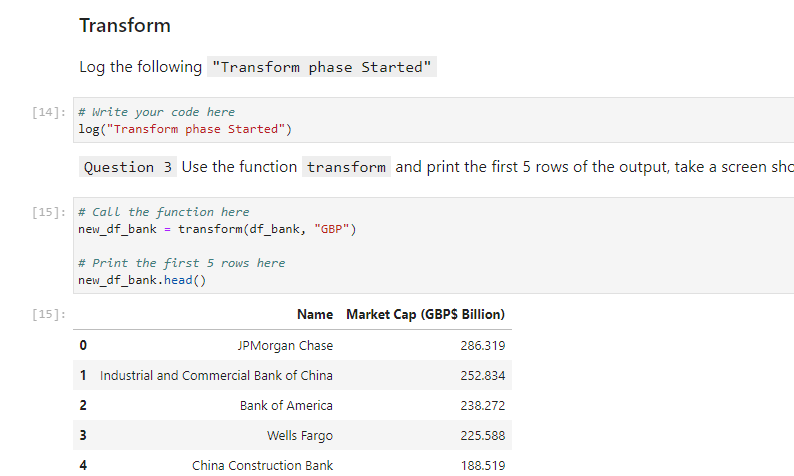 Transform
Log the following "Transform phase Started"
[14]: # Write your code here
log("Transform phase Started")
Question 3 Use the function transform and print the first 5 rows of the output, take a screen
[15]: # Call the function here
new_df_bank = transform(df_bank, "GBP")
# Print the first 5 rows here
new_df_bank.head()
[15]: Name Market Cap (GBP$ Billion)
0 JPMorgan Chase 286.319
1 Industrial and Commercial Bank of China 252.834
2 Bank of America 238.272
3 Wells Fargo 225.588
4 China Construction Bank 188.519